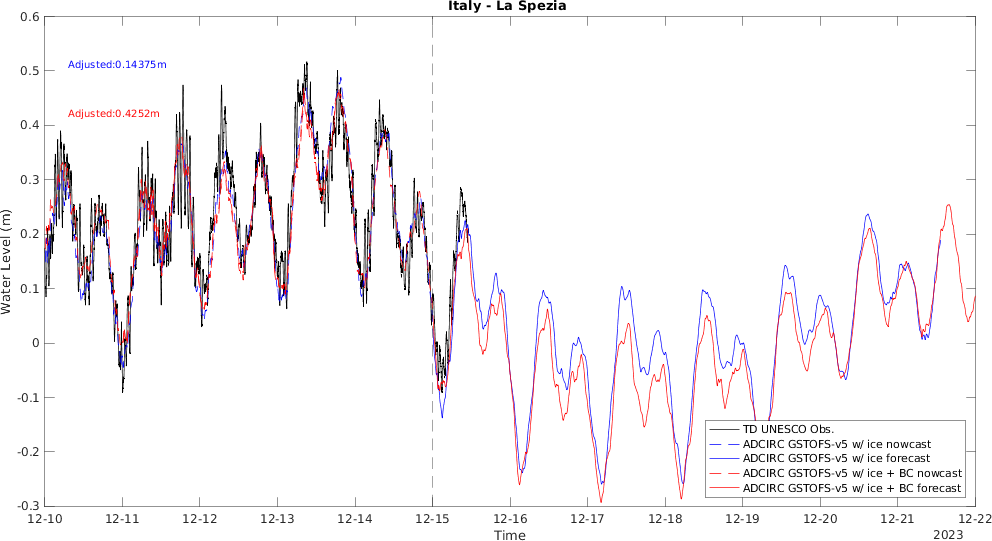 Italy - La Spezia
Adjusted:0.14375m
Adjusted:0.4252m
Water Level (m)
0.6
0.5
0.4
0.3
0.2
0.1
0
-0.1
-0.2
-0.3
TD UNESCO Obs.
ADCIRC GSTOFS-v5 w/ ice nowcast
ADCIRC GSTOFS-v5 w/ ice forecast
ADCIRC GSTOFS-v5 w/ ice + BC nowcast
ADCIRC GSTOFS-v5 w/ ice + BC forecast
12-10 12-11 12-12 12-13 12-14 12-15 12-16 12-17 12-18 12-19 12-20 12-21 12-22
Time
2023